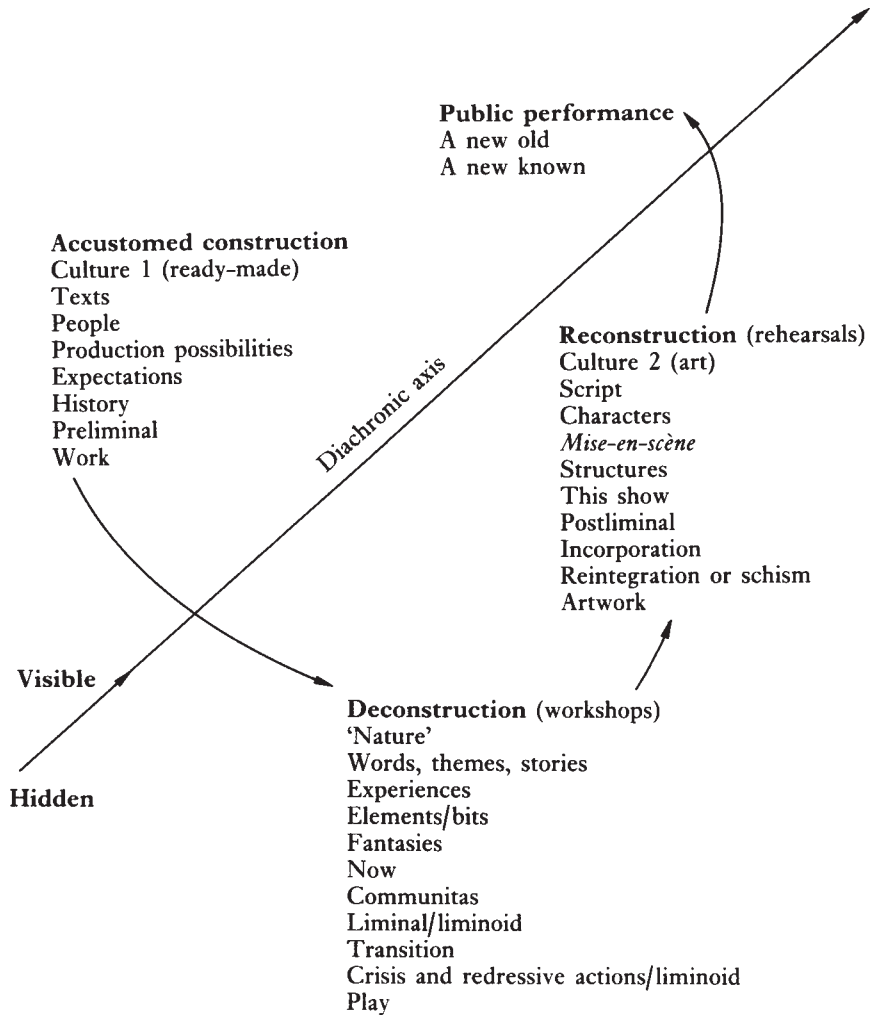 Public performance
A new old
A new known
Accustomed construction
Culture 1 (ready-made)
Texts
People
Production possibilities
Expectations
History
Preliminal
Work
Diachronic axis
Reconstruction (rehearsals)
Culture 2 (art)
Script
Characters
Mise-en-scène
Structures
This show
Postliminal
Incorporation
Reintegration or schism
Artwork
Visible
Hidden
Deconstruction (workshops)
‘Nature’
Words, themes, stories
Experiences
Elements/bits
Fantasies
Now
Communitas
Liminal/liminoid
Transition
Crisis and redressive actions/liminoid
Play